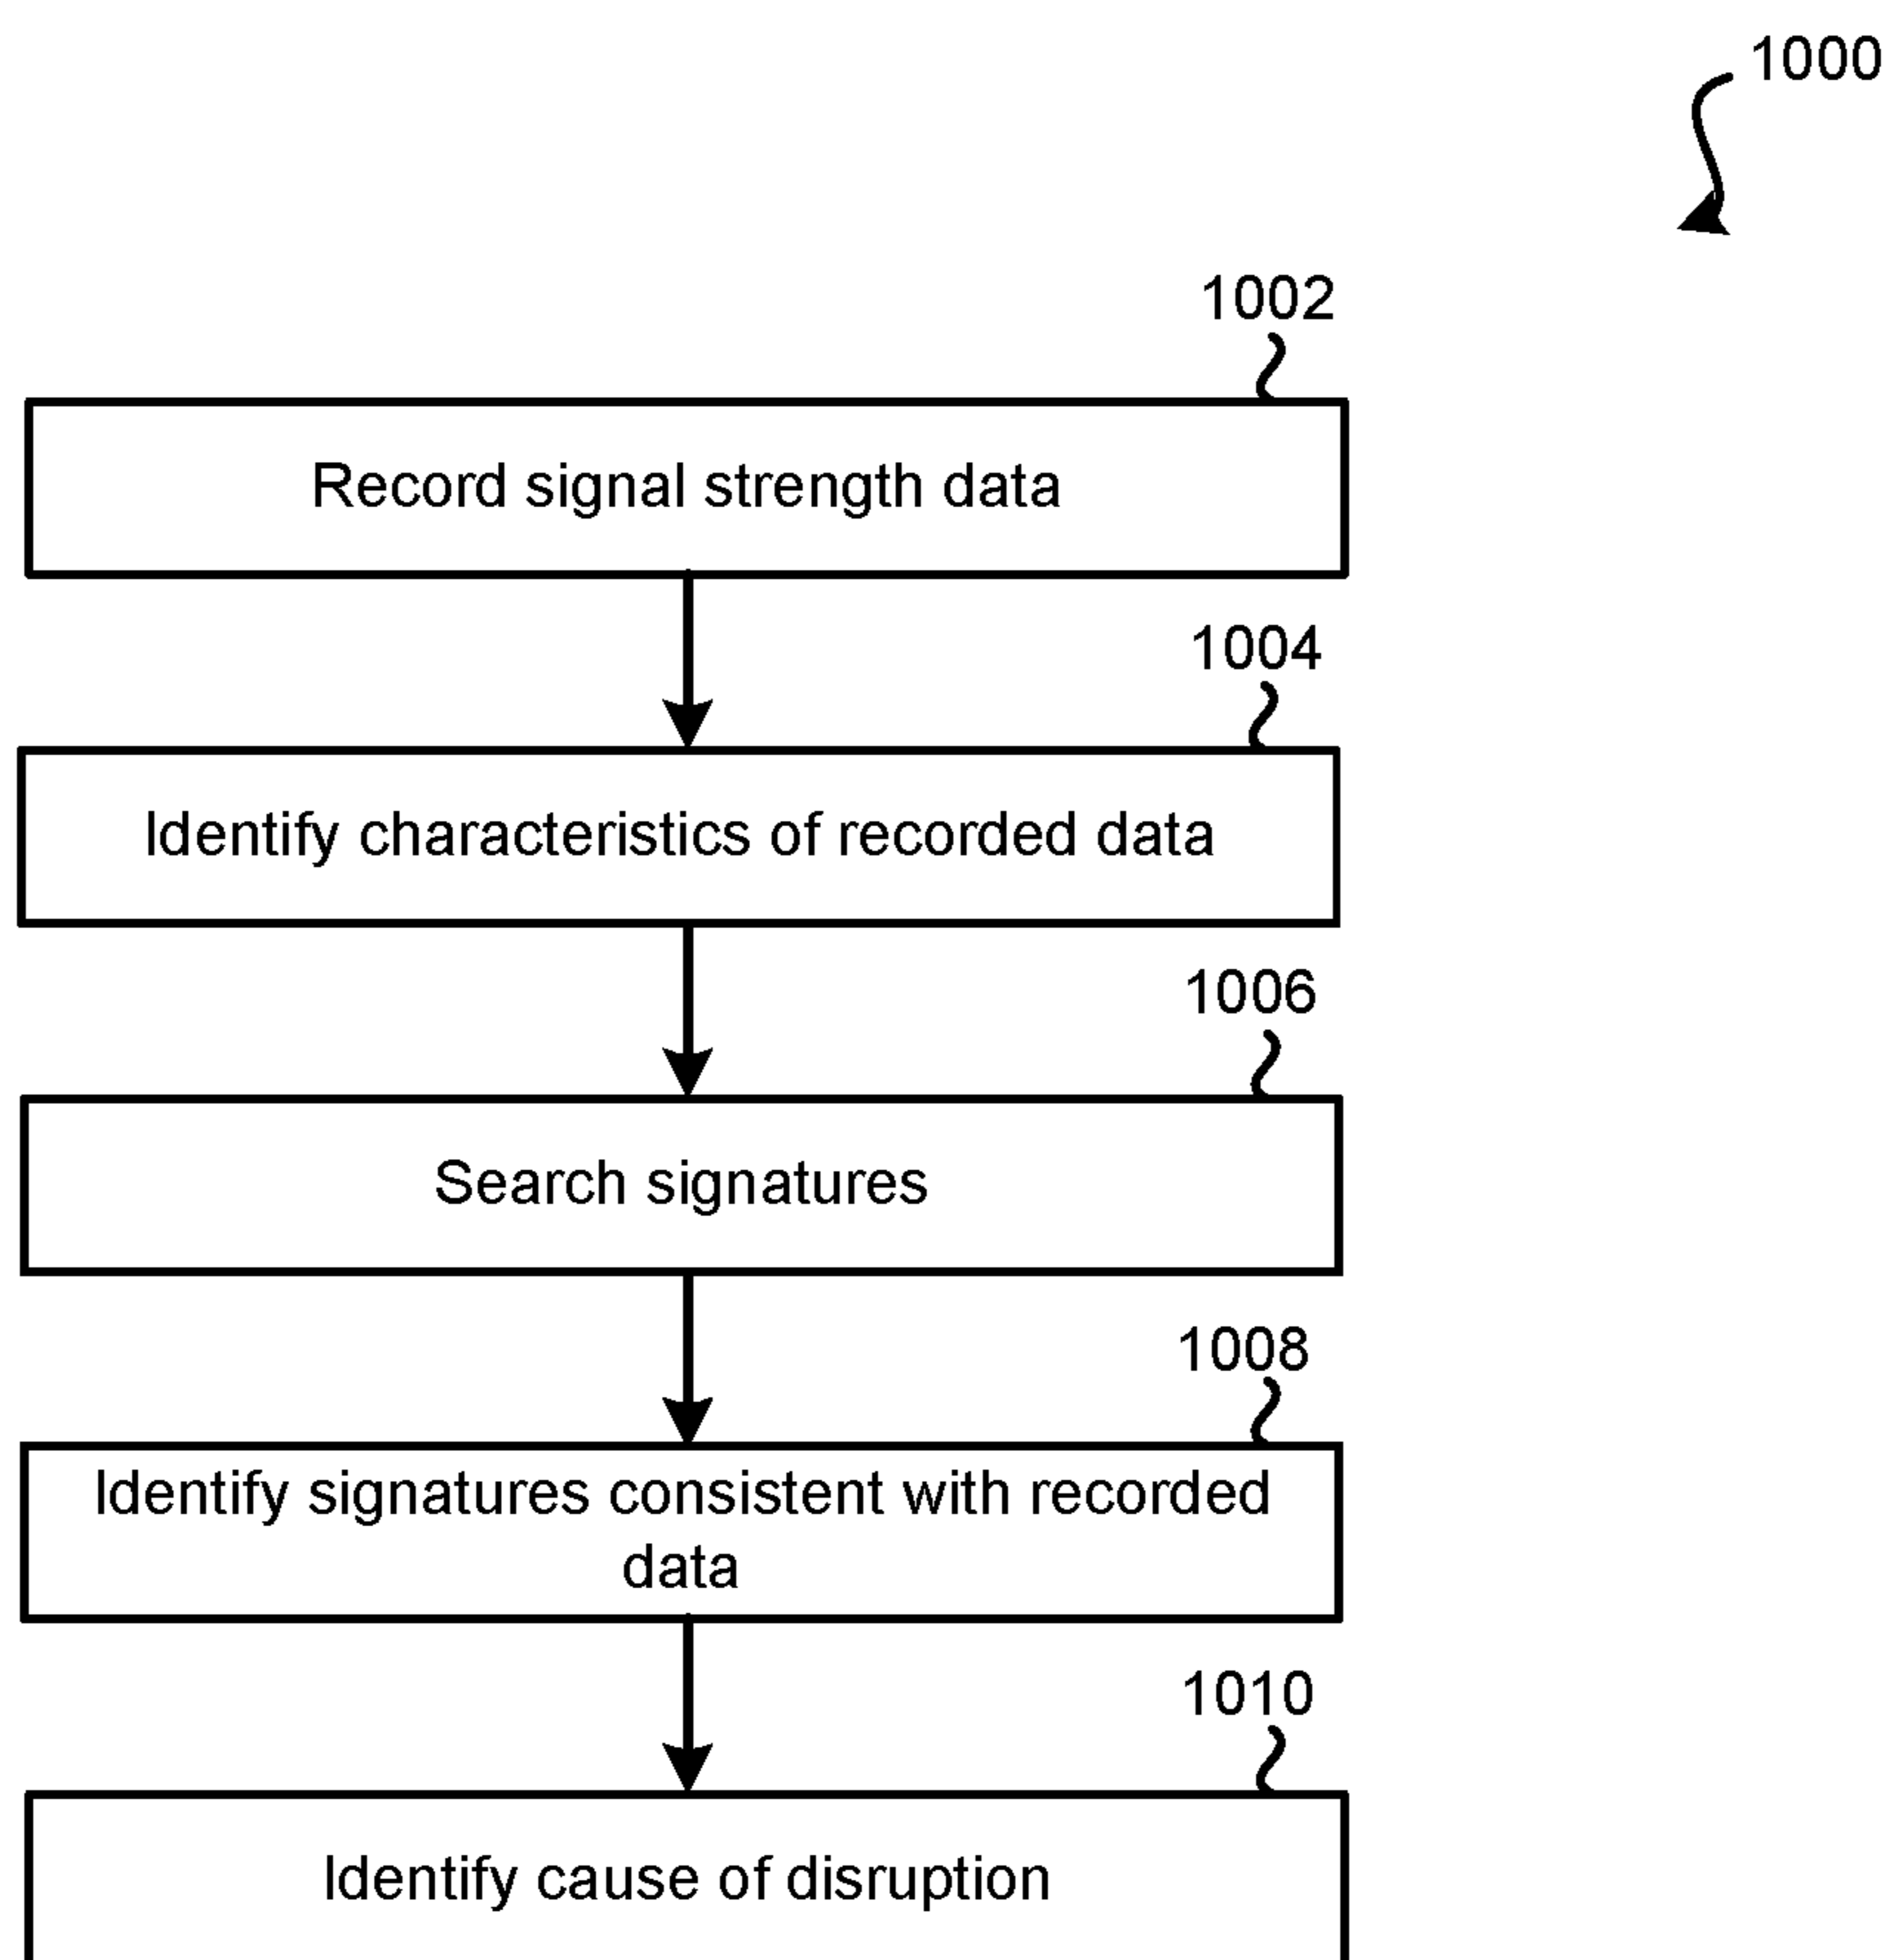 1000
1002
Record signal strength data
1004
Identify characteristics of recorded data
1006
Search signatures
1008
Identify signatures consistent with recorded
data
1010
Identify cause of disruption